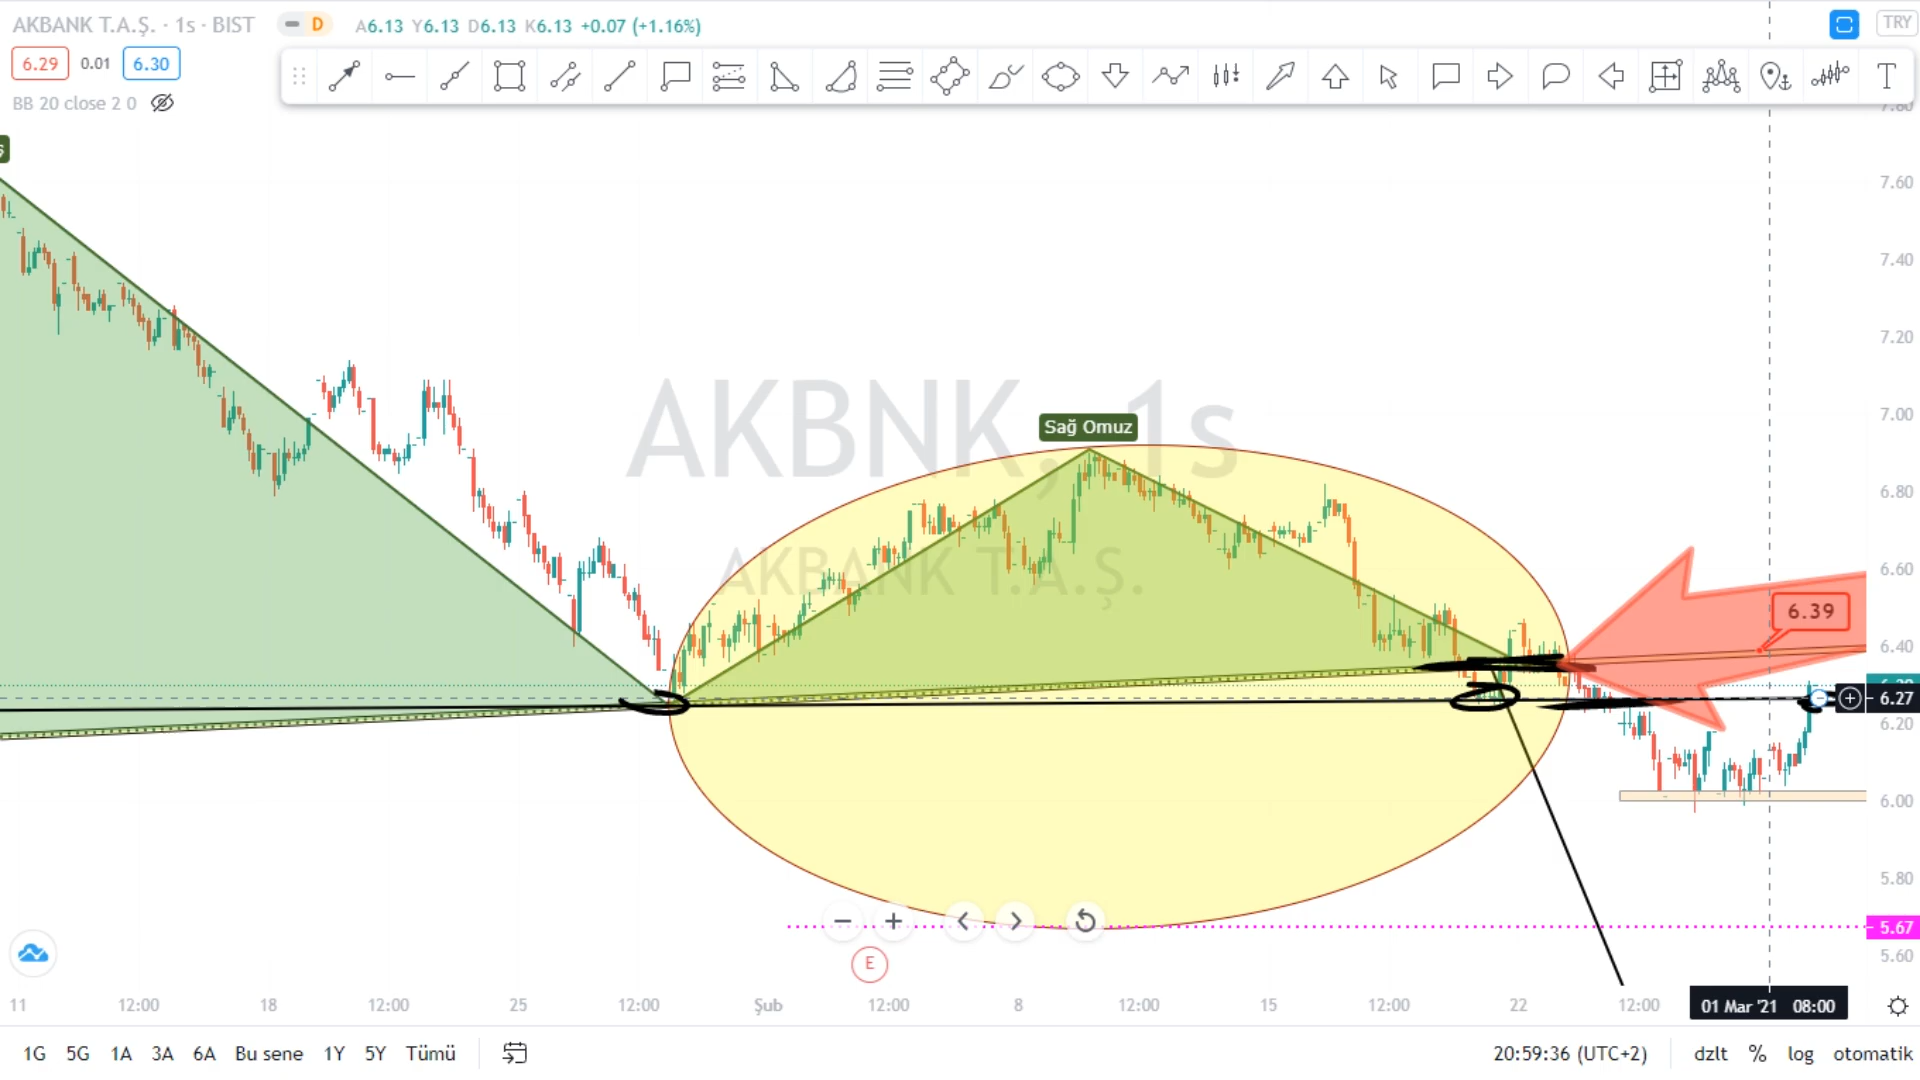 AKBANK T.A.Ş. · 1s · BIST
D
A6.13 Y6.13 D6.13 K6.13 +0.07 (+1.16%)
TRY
6.29 0.01 6.30
BB 20 close 2 0
T
7.60
7.40
7.20
7.00
6.80
6.60
6.40
6.27
6.20
6.00
5.80
5.67
5.60
AKBNK, 1s
AKBANK T.A.Ş.
Sağ Omuz
6.39
E
11 12:00 18 12:00 25 12:00 Şub 12:00 8 12:00 15 12:00 22 12:00 01 Mar '21 08:00
1G 5G 1A 3A 6A Bu sene 1Y 5Y Tümü
20:59:36 (UTC+2) dzlt % log otomatik